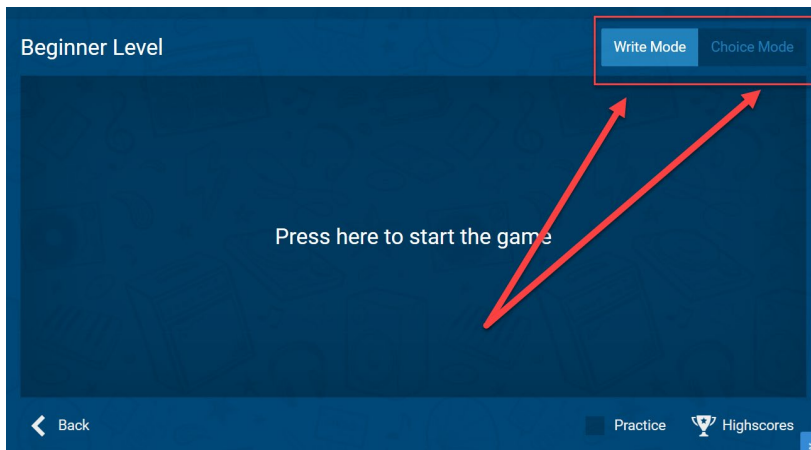 Beginner Level
Write Mode
Choice Mode
Press here to start the game
Back
Practice
Highscores